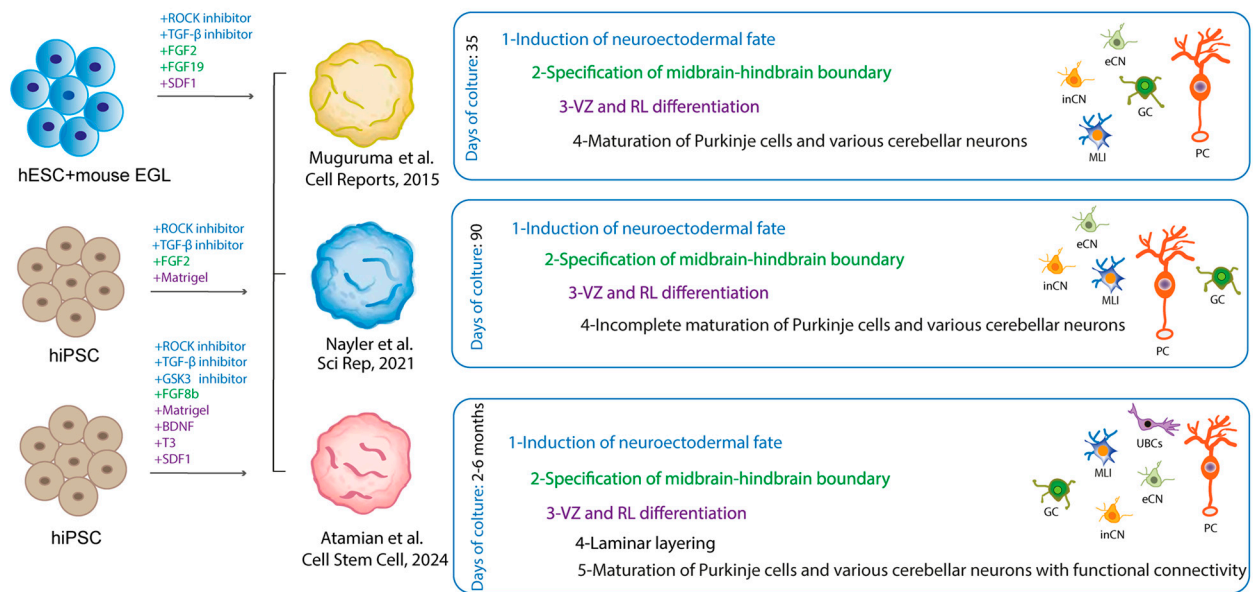 +ROCK inhibitor
+TGF-β inhibitor
+FGF2
+FGF19
+SDF1
hESC+mouse EGL
Muguruma et al.
Cell Reports, 2015
Days of colture: 35
1-Induction of neuroectodermal fate
2-Specification of midbrain-hindbrain boundary
3-VZ and RL differentiation
4-Maturation of Purkinje cells and various cerebellar neurons
eCN
inCN
GC
MLI
PC
+ROCK inhibitor
+TGF-β inhibitor
+FGF2
+Matrigel
hiPSC
Nayler et al.
Sci Rep, 2021
Days of colture: 90
1-Induction of neuroectodermal fate
2-Specification of midbrain-hindbrain boundary
3-VZ and RL differentiation
4-Incomplete maturation of Purkinje cells and various cerebellar neurons
eCN
inCN
MLI
GC
PC
+ROCK inhibitor
+TGF-β inhibitor
+GSK3 inhibitor
+FGF8b
+Matrigel
+BDNF
+T3
+SDF1
hiPSC
Atamian et al.
Cell Stem Cell, 2024
Days of colture: 2-6 months
1-Induction of neuroectodermal fate
2-Specification of midbrain-hindbrain boundary
3-VZ and RL differentiation
4-Laminar layering
5-Maturation of Purkinje cells and various cerebellar neurons with functional connectivity
UBCs
MLI
eCN
GC
inCN
PC